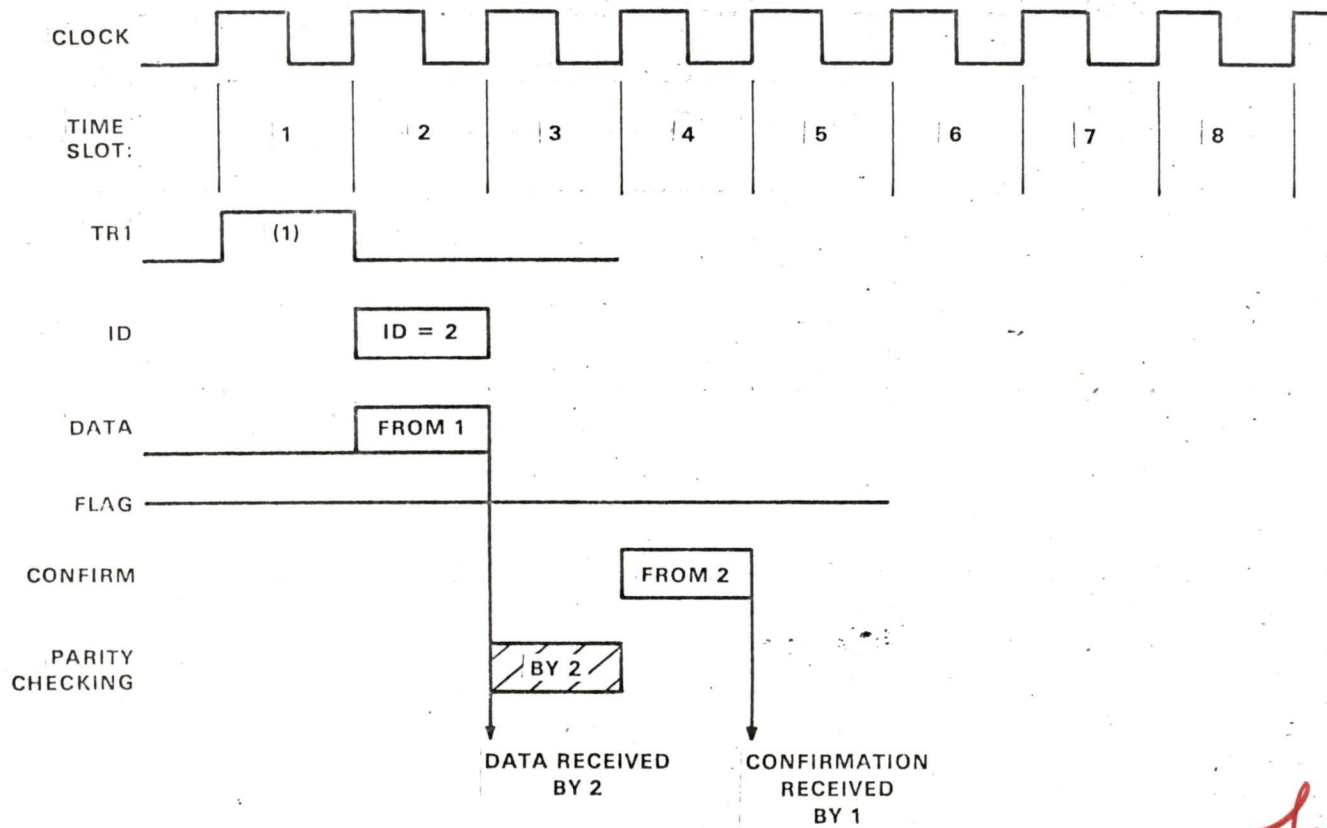 CLOCK
TIME
SLOT:
1 2 3 4 5 6 7 8
TR1
(1)
ID
ID = 2
DATA
FROM 1
FLAG
CONFIRM
FROM 2
PARITY
CHECKING
BY 2
DATA RECEIVED
BY 2
CONFIRMATION
RECEIVED
BY 1